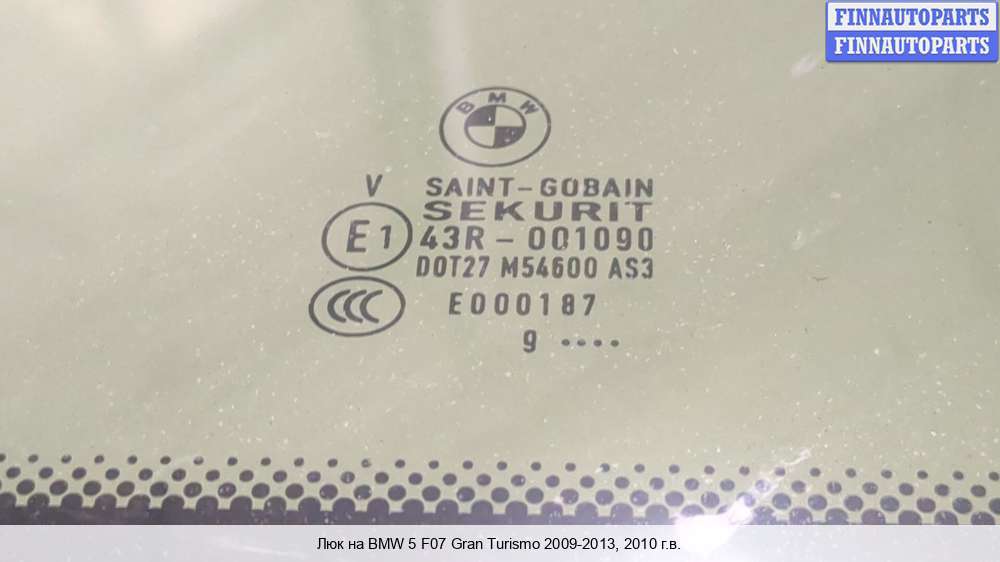 FINNAUTOPARTS
FINNAUTOPARTS
BMW
V SAINT-GOBAIN
SEKURIT
E1 43R - 001090
DOT27 M54600 AS3
CCC E000187
9 ....
Люк на BMW 5 F07 Gran Turismo 2009-2013, 2010 г.в.